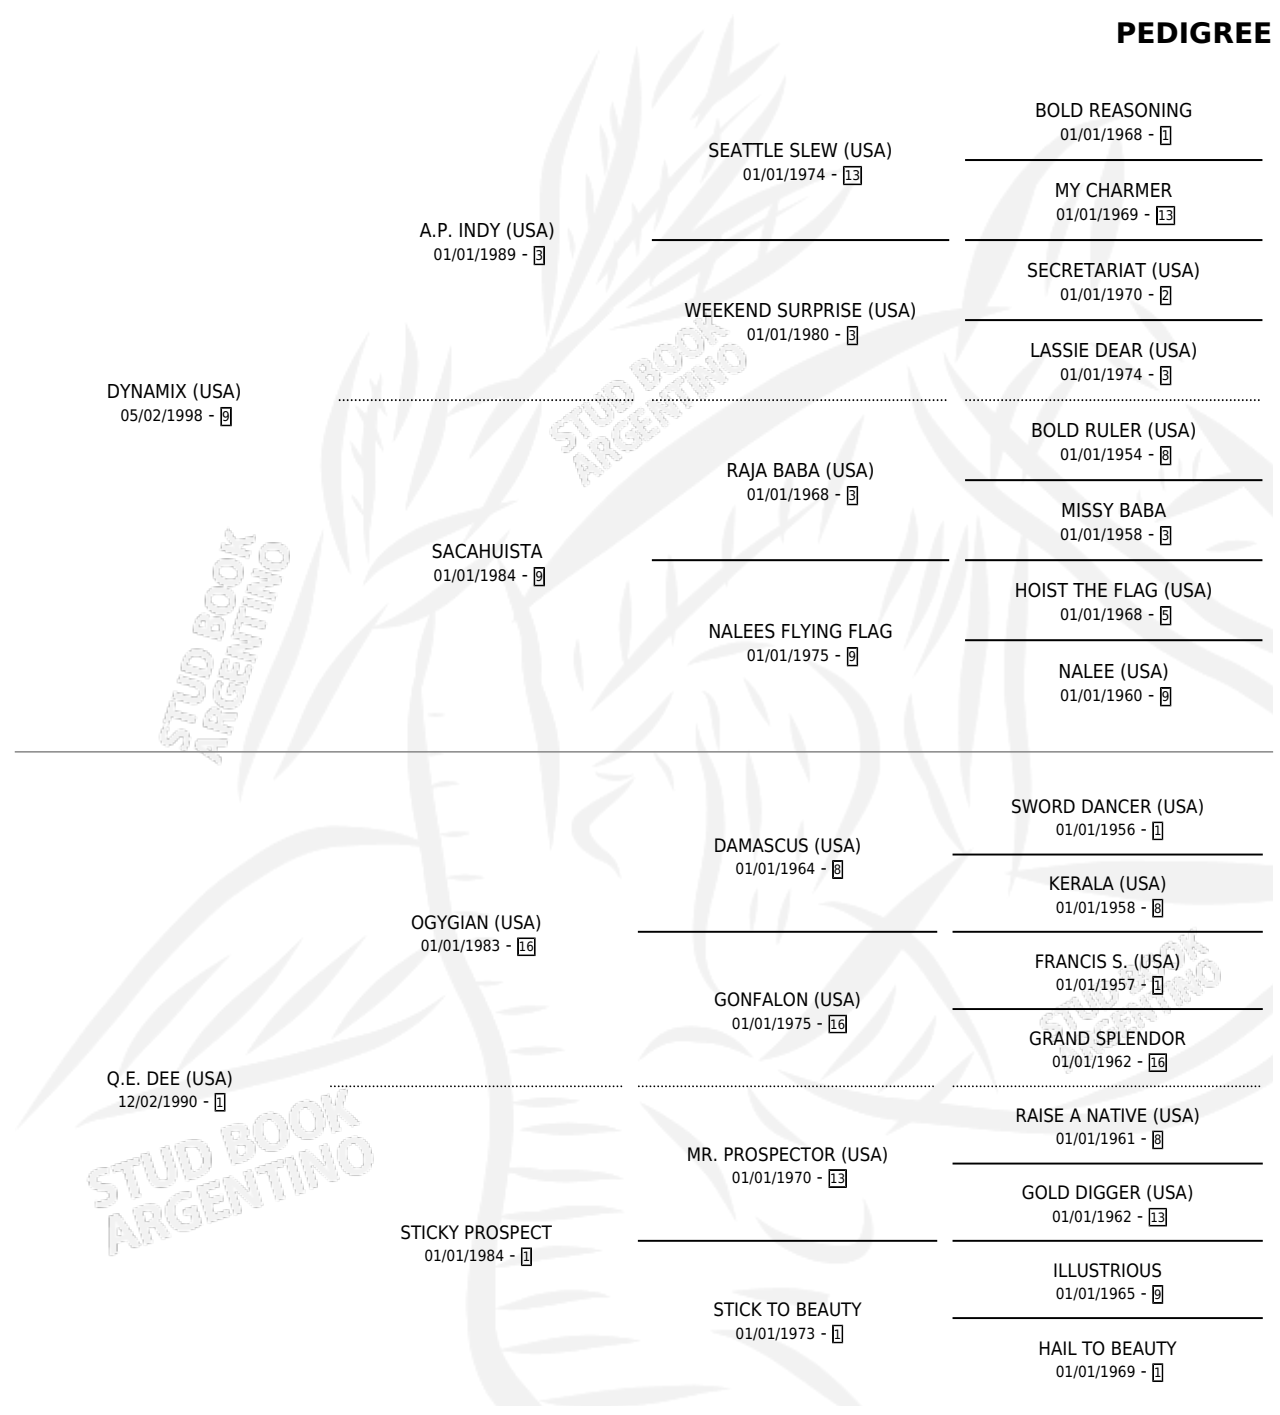 PEDIGREE
BOLD REASONING
01/01/1968 - 1
SEATTLE SLEW (USA)
01/01/1974 - 13
MY CHARMER
01/01/1969 - 13
A.P. INDY (USA)
01/01/1989 - 3
SECRETARIAT (USA)
01/01/1970 - 2
WEEKEND SURPRISE (USA)
01/01/1980 - 3
LASSIE DEAR (USA)
01/01/1974 - 3
DYNAMIX (USA)
05/02/1998 - 9
BOLD RULER (USA)
01/01/1954 - 8
RAJA BABA (USA)
01/01/1968 - 3
MISSY BABA
01/01/1958 - 3
SACAHUISTA
01/01/1984 - 9
HOIST THE FLAG (USA)
01/01/1968 - 5
NALEES FLYING FLAG
01/01/1975 - 9
NALEE (USA)
01/01/1960 - 9
SWORD DANCER (USA)
01/01/1956 - 1
DAMASCUS (USA)
01/01/1964 - 8
KERALA (USA)
01/01/1958 - 8
OGYGIAN (USA)
01/01/1983 - 16
FRANCIS S. (USA)
01/01/1957 - 1
GONFALON (USA)
01/01/1975 - 16
GRAND SPLENDOR
01/01/1962 - 16
Q.E. DEE (USA)
12/02/1990 - 1
RAISE A NATIVE (USA)
01/01/1961 - 8
MR. PROSPECTOR (USA)
01/01/1970 - 13
GOLD DIGGER (USA)
01/01/1962 - 13
STICKY PROSPECT
01/01/1984 - 1
ILLUSTRIOUS
01/01/1965 - 9
STICK TO BEAUTY
01/01/1973 - 1
HAIL TO BEAUTY
01/01/1969 - 1
STUD BOOK
ARGENTINO
STUD BOOK
ARGENTINO
STUD BOOK
ARGENTINO
STUD BOOK
ARGENTINO